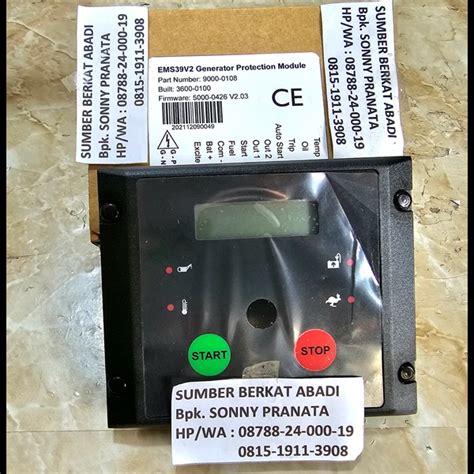 SUMBER BERKAT ABADI
Bpk. SONNY PRANATA
HP/WA : 08788-24-000-19
0815-1911-3908
EMS39V2 Generator Protection Module
Part Number: 9000-0108
Built: 3600-0100
Firmware: 5000-0426 V2.03
202112090049
CE
G - N
G - P
Excite
Bat +
Com -
Fuel
Start
Out 1
Out 2
Auto Start
Trip
Oil
Temp
SUMBER BERKAT ABADI
Bpk. SONNY PRANATA
HP/WA : 08788-24-000-19
0815-1911-3908
START
STOP
SUMBER BERKAT ABADI
Bpk. SONNY PRANATA
HP/WA : 08788-24-000-19
0815-1911-3908